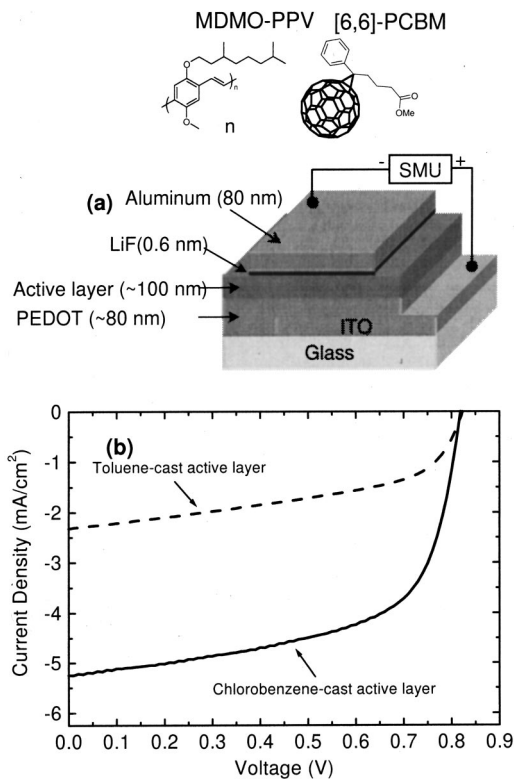 MDMO-PPV [6,6]-PCBM
O
n
O
O
OMe
n
- SMU +
(a) Aluminum (80 nm)
LiF(0.6 nm)
Active layer (~100 nm)
PEDOT (~80 nm)
ITO
Glass
(b)
Toluene-cast active layer
Chlorobenzene-cast active layer
Current Density (mA/cm²)
0
-1
-2
-3
-4
-5
-6
0.0 0.1 0.2 0.3 0.4 0.5 0.6 0.7 0.8 0.9
Voltage (V)